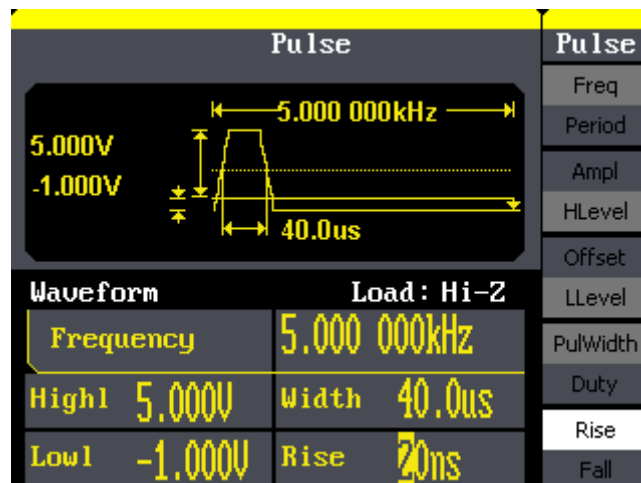 Pulse
5.000 000kHz
5.000V
-1.000V
40.0us
Waveform Load: Hi-Z
Frequency 5.000 000kHz
Highl 5.000V Width 40.0us
Lowl -1.000V Rise 20ns
Pulse
Freq
Period
Ampl
HLevel
Offset
LLevel
PulWidth
Duty
Rise
Fall